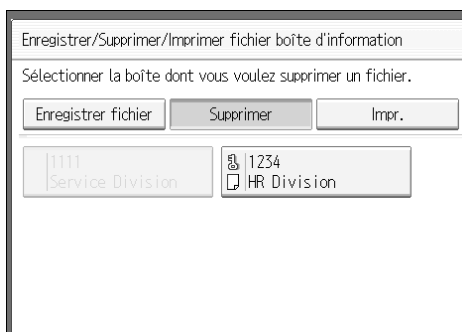 Enregistrer/Supprimer/Imprimer fichier boîte d'information
Sélectionner la boîte dont vous voulez supprimer un fichier.
Enregistrer fichier Supprimer Impr.
1111 1234
Service Division HR Division